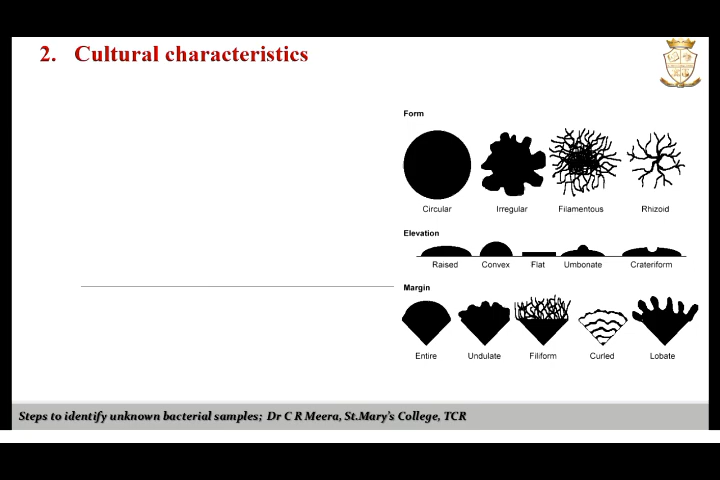 2. Cultural characteristics
Form
Circular Irregular Filamentous Rhizoid
Elevation
Raised Convex Flat Umbonate Crateriform
Margin
Entire Undulate Filiform Curled Lobate
Steps to identify unknown bacterial samples; Dr C R Meera, St.Mary's College, TCR